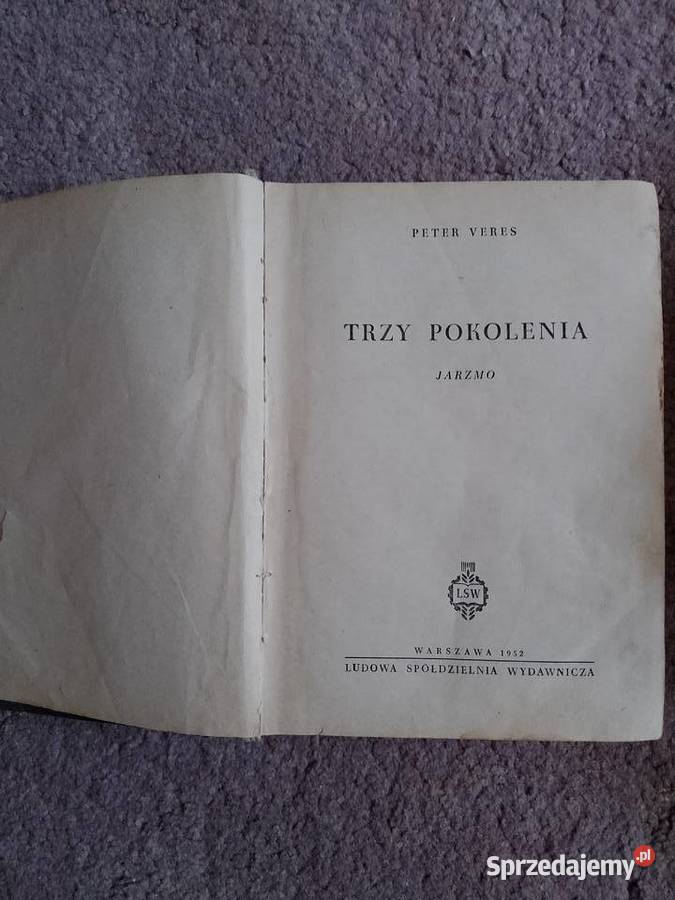 PETER VERES
TRZY POKOLENIA
JARZMO
LSW
WARSZAWA 1952
LUDOWA SPÓŁDZIELNIA WYDAWNICZA
Sprzedajemy.pl